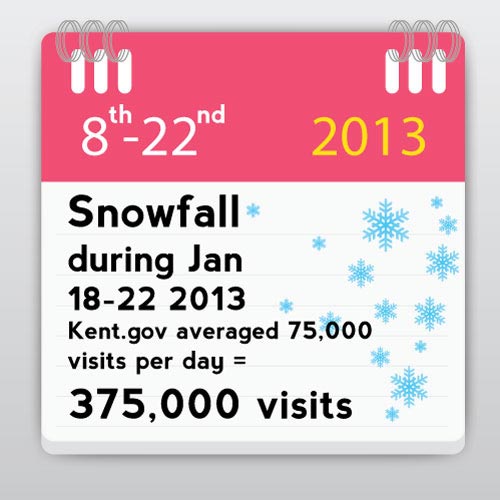 8th-22nd 2013
Snowfall
during Jan
18-22 2013
Kent.gov averaged 75,000
visits per day =
375,000 visits